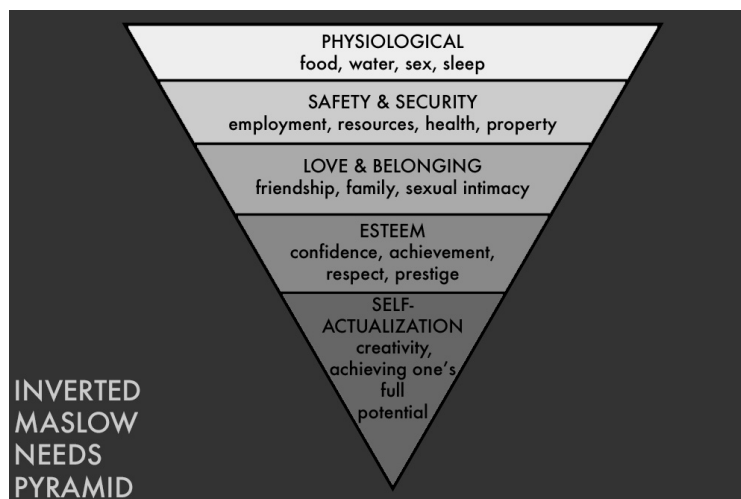 PHYSIOLOGICAL
food, water, sex, sleep
SAFETY & SECURITY
employment, resources, health, property
LOVE & BELONGING
friendship, family, sexual intimacy
ESTEEM
confidence, achievement,
respect, prestige
SELF-
ACTUALIZATION
creativity,
achieving one's
full
potential
INVERTED
MASLOW
NEEDS
PYRAMID